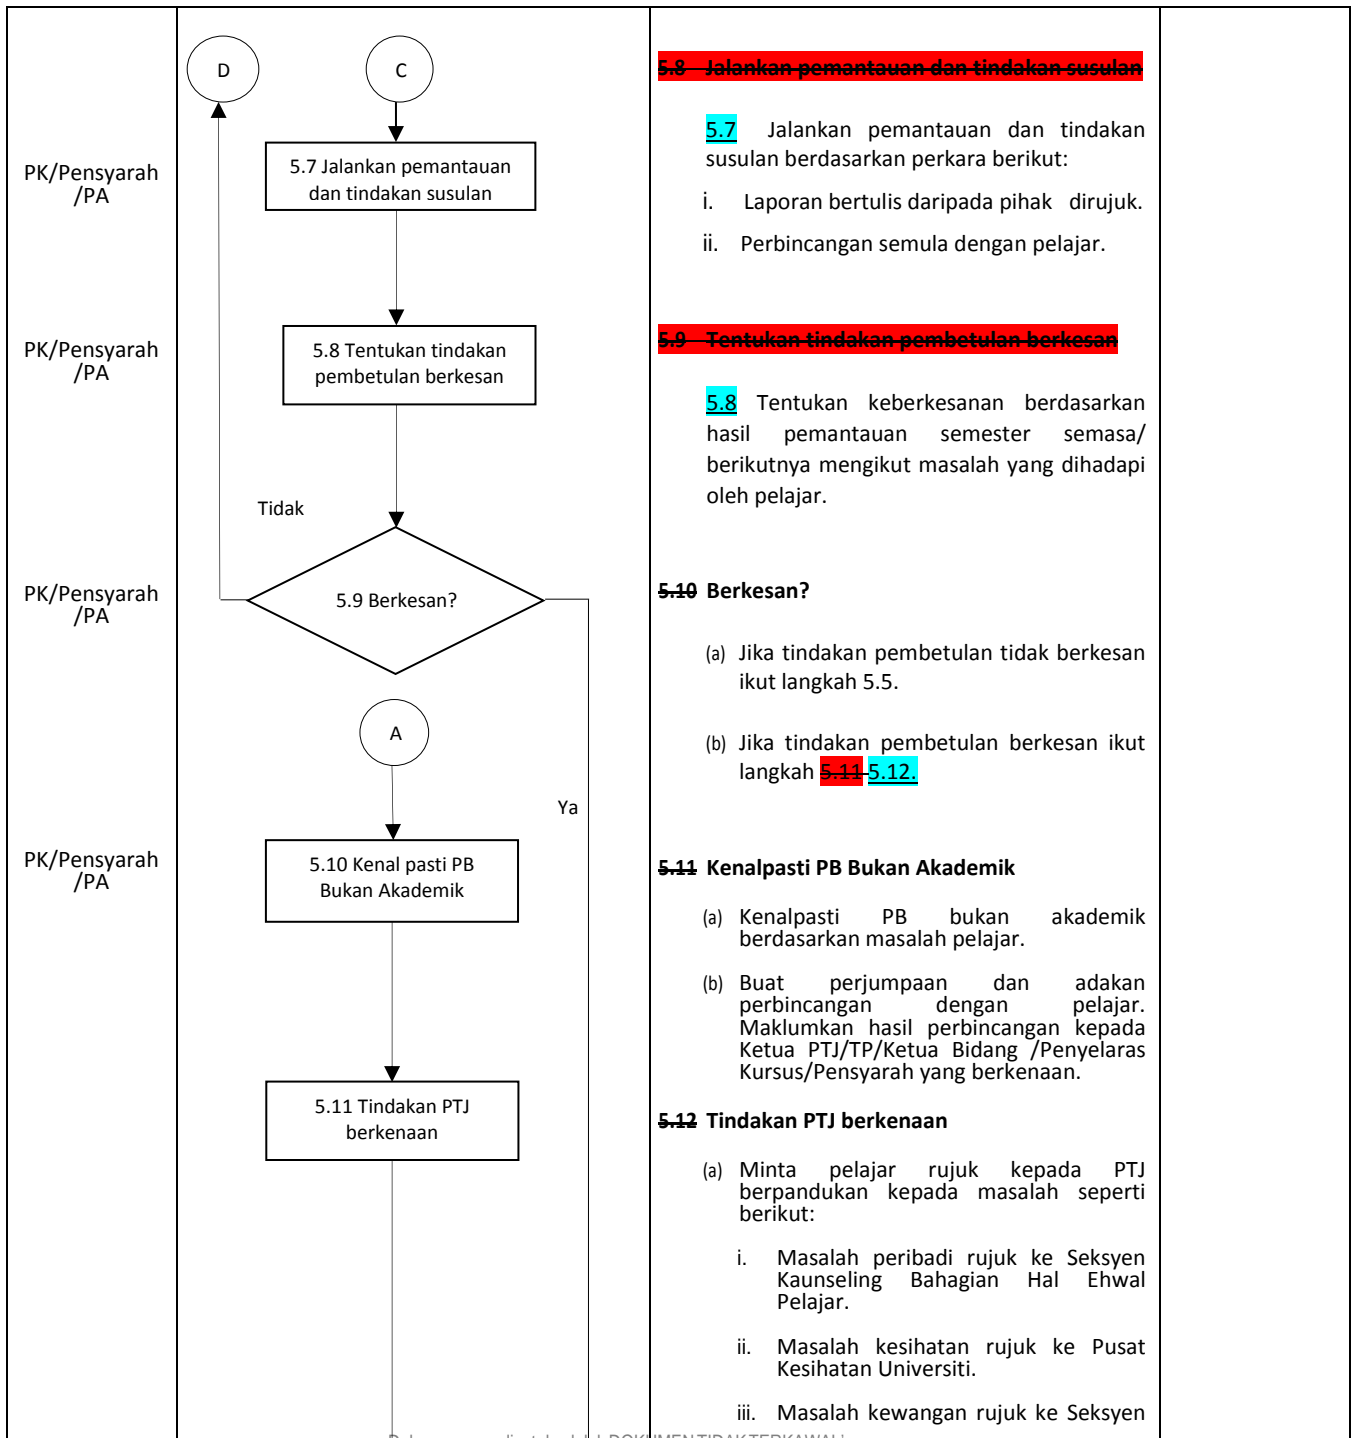 D
C
PK/Pensyarah
/PA
5.7 Jalankan pemantauan
dan tindakan susulan
5.8 Jalankan pemantauan dan tindakan susulan
5.7 Jalankan pemantauan dan tindakan
susulan berdasarkan perkara berikut:
i. Laporan bertulis daripada pihak dirujuk.
ii. Perbincangan semula dengan pelajar.
PK/Pensyarah
/PA
5.8 Tentukan tindakan
pembetulan berkesan
5.9 Tentukan tindakan pembetulan berkesan
5.8 Tentukan keberkesanan berdasarkan
hasil pemantauan semester semasa/
berikutnya mengikut masalah yang dihadapi
oleh pelajar.
Tidak
PK/Pensyarah
/PA
5.9 Berkesan?
5.10 Berkesan?
(a) Jika tindakan pembetulan tidak berkesan
ikut langkah 5.5.
(b) Jika tindakan pembetulan berkesan ikut
langkah 5.11 5.12.
A
Ya
PK/Pensyarah
/PA
5.10 Kenal pasti PB
Bukan Akademik
5.11 Kenalpasti PB Bukan Akademik
(a) Kenalpasti PB bukan akademik
berdasarkan masalah pelajar.
(b) Buat perjumpaan dan adakan
perbincangan dengan pelajar.
Maklumkan hasil perbincangan kepada
Ketua PTJ/TP/Ketua Bidang /Penyelaras
Kursus/Pensyarah yang berkenaan.
5.11 Tindakan PTJ
berkenaan
5.12 Tindakan PTJ berkenaan
(a) Minta pelajar rujuk kepada PTJ
berpandukan kepada masalah seperti
berikut:
i. Masalah peribadi rujuk ke Seksyen
Kaunseling Bahagian Hal Ehwal
Pelajar.
ii. Masalah kesihatan rujuk ke Pusat
Kesihatan Universiti.
iii. Masalah kewangan rujuk ke Seksyen